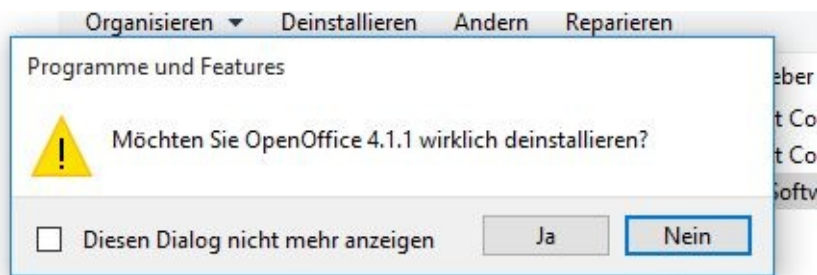 Organisieren Deinstallieren Ändern Reparieren
Programme und Features
Möchten Sie OpenOffice 4.1.1 wirklich deinstallieren?
Diesen Dialog nicht mehr anzeigen Ja Nein